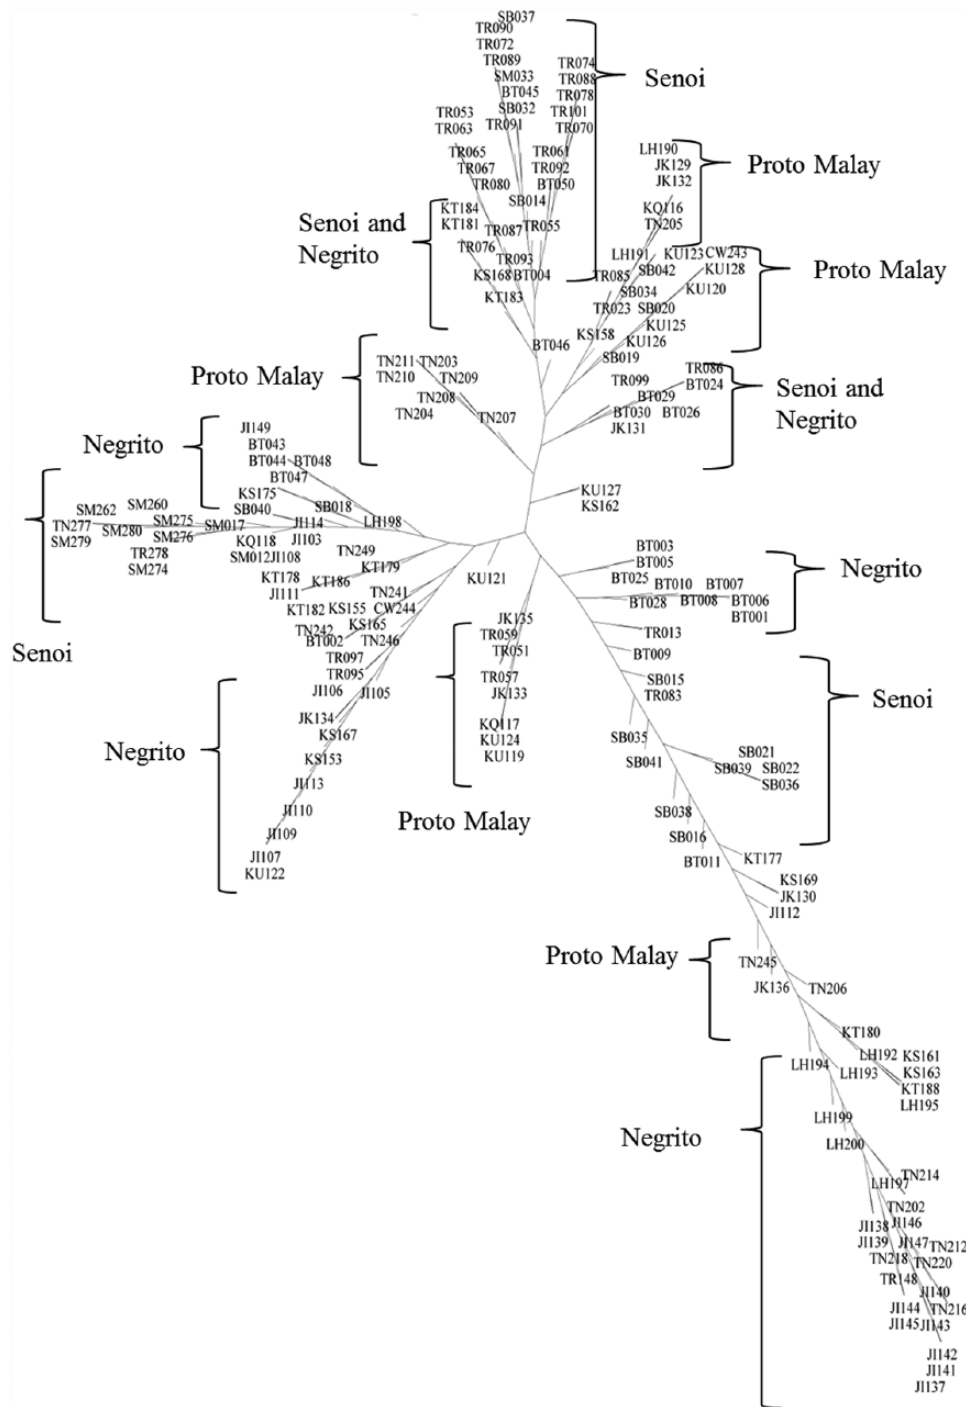 SB037
TR090
TR072
TR089
SM033
BT045
SB032
TR091
TR074
TR088
TR078
TR101
TR070
Senoi
TR053
TR063
TR065
TR067
TR080
TR061
TR092
BT050
SB014
LH190
JK129
JK132
Proto Malay
KQ116
TN205
KT184
KT181
Senoi and
Negrito
TR087
TR055
TR076
TR093
KS168
BT004
KT183
LH191
KU123
CW243
KU128
SB042
TR085
KU120
SB034
TR023
SB020
KU125
KU126
KS158
SB019
Proto Malay
BT046
TN211
TN203
TN210
TN209
TN208
TN204
TN207
Proto Malay
TR086
BT024
TR099
BT029
BT030
BT026
JK131
Senoi and
Negrito
Negrito
JI149
BT043
BT044
BT048
BT047
KS175
SB040
SB018
LH198
KU127
KS162
SM262
SM260
TN277
SM275
SM280
SM279
SM276
SM017
TR278
SM274
JI114
JI103
KQ118
SM012
JI108
Senoi
TN249
KT179
KT178
KT186
JI111
KU121
TN241
KT182
KS155
CW244
KS165
TN242
BT002
TN246
TR097
TR095
JI106
JI105
JK134
KS167
KS153
JI113
JI110
JI109
JI107
KU122
Negrito
JK135
TR059
TR051
TR057
JK133
KQ117
KU124
KU119
Proto Malay
BT003
BT005
BT025
BT010
BT007
BT028
BT008
BT006
BT001
Negrito
TR013
BT009
SB015
TR083
SB035
SB041
SB021
SB039
SB022
SB036
Senoi
SB038
SB016
BT011
KT177
KS169
JK130
JI112
Proto Malay
TN245
JK136
TN206
KT180
LH192
KS161
LH194
LH193
KS163
KT188
LH195
LH199
LH200
Negrito
TN214
LH197
TN202
JI138
JI146
JI139
JI147
TN212
TN218
TN220
TR148
JI140
JI144
TN216
JI145
JI143
JI142
JI141
JI137